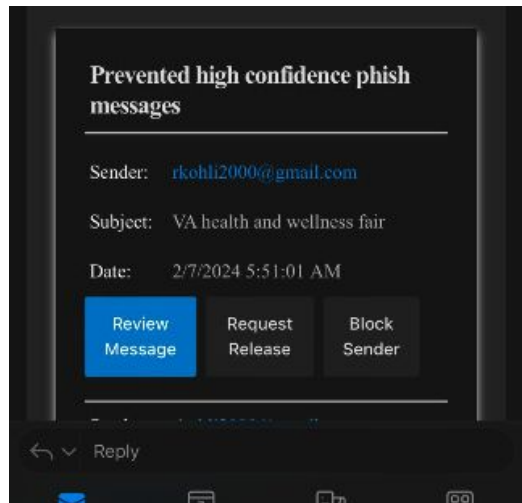 Prevented high confidence phish
messages
Sender: rkohli2000@gmail.com
Subject: VA health and wellness fair
Date: 2/7/2024 5:51:01 AM
Review
Message
Request
Release
Block
Sender
Reply